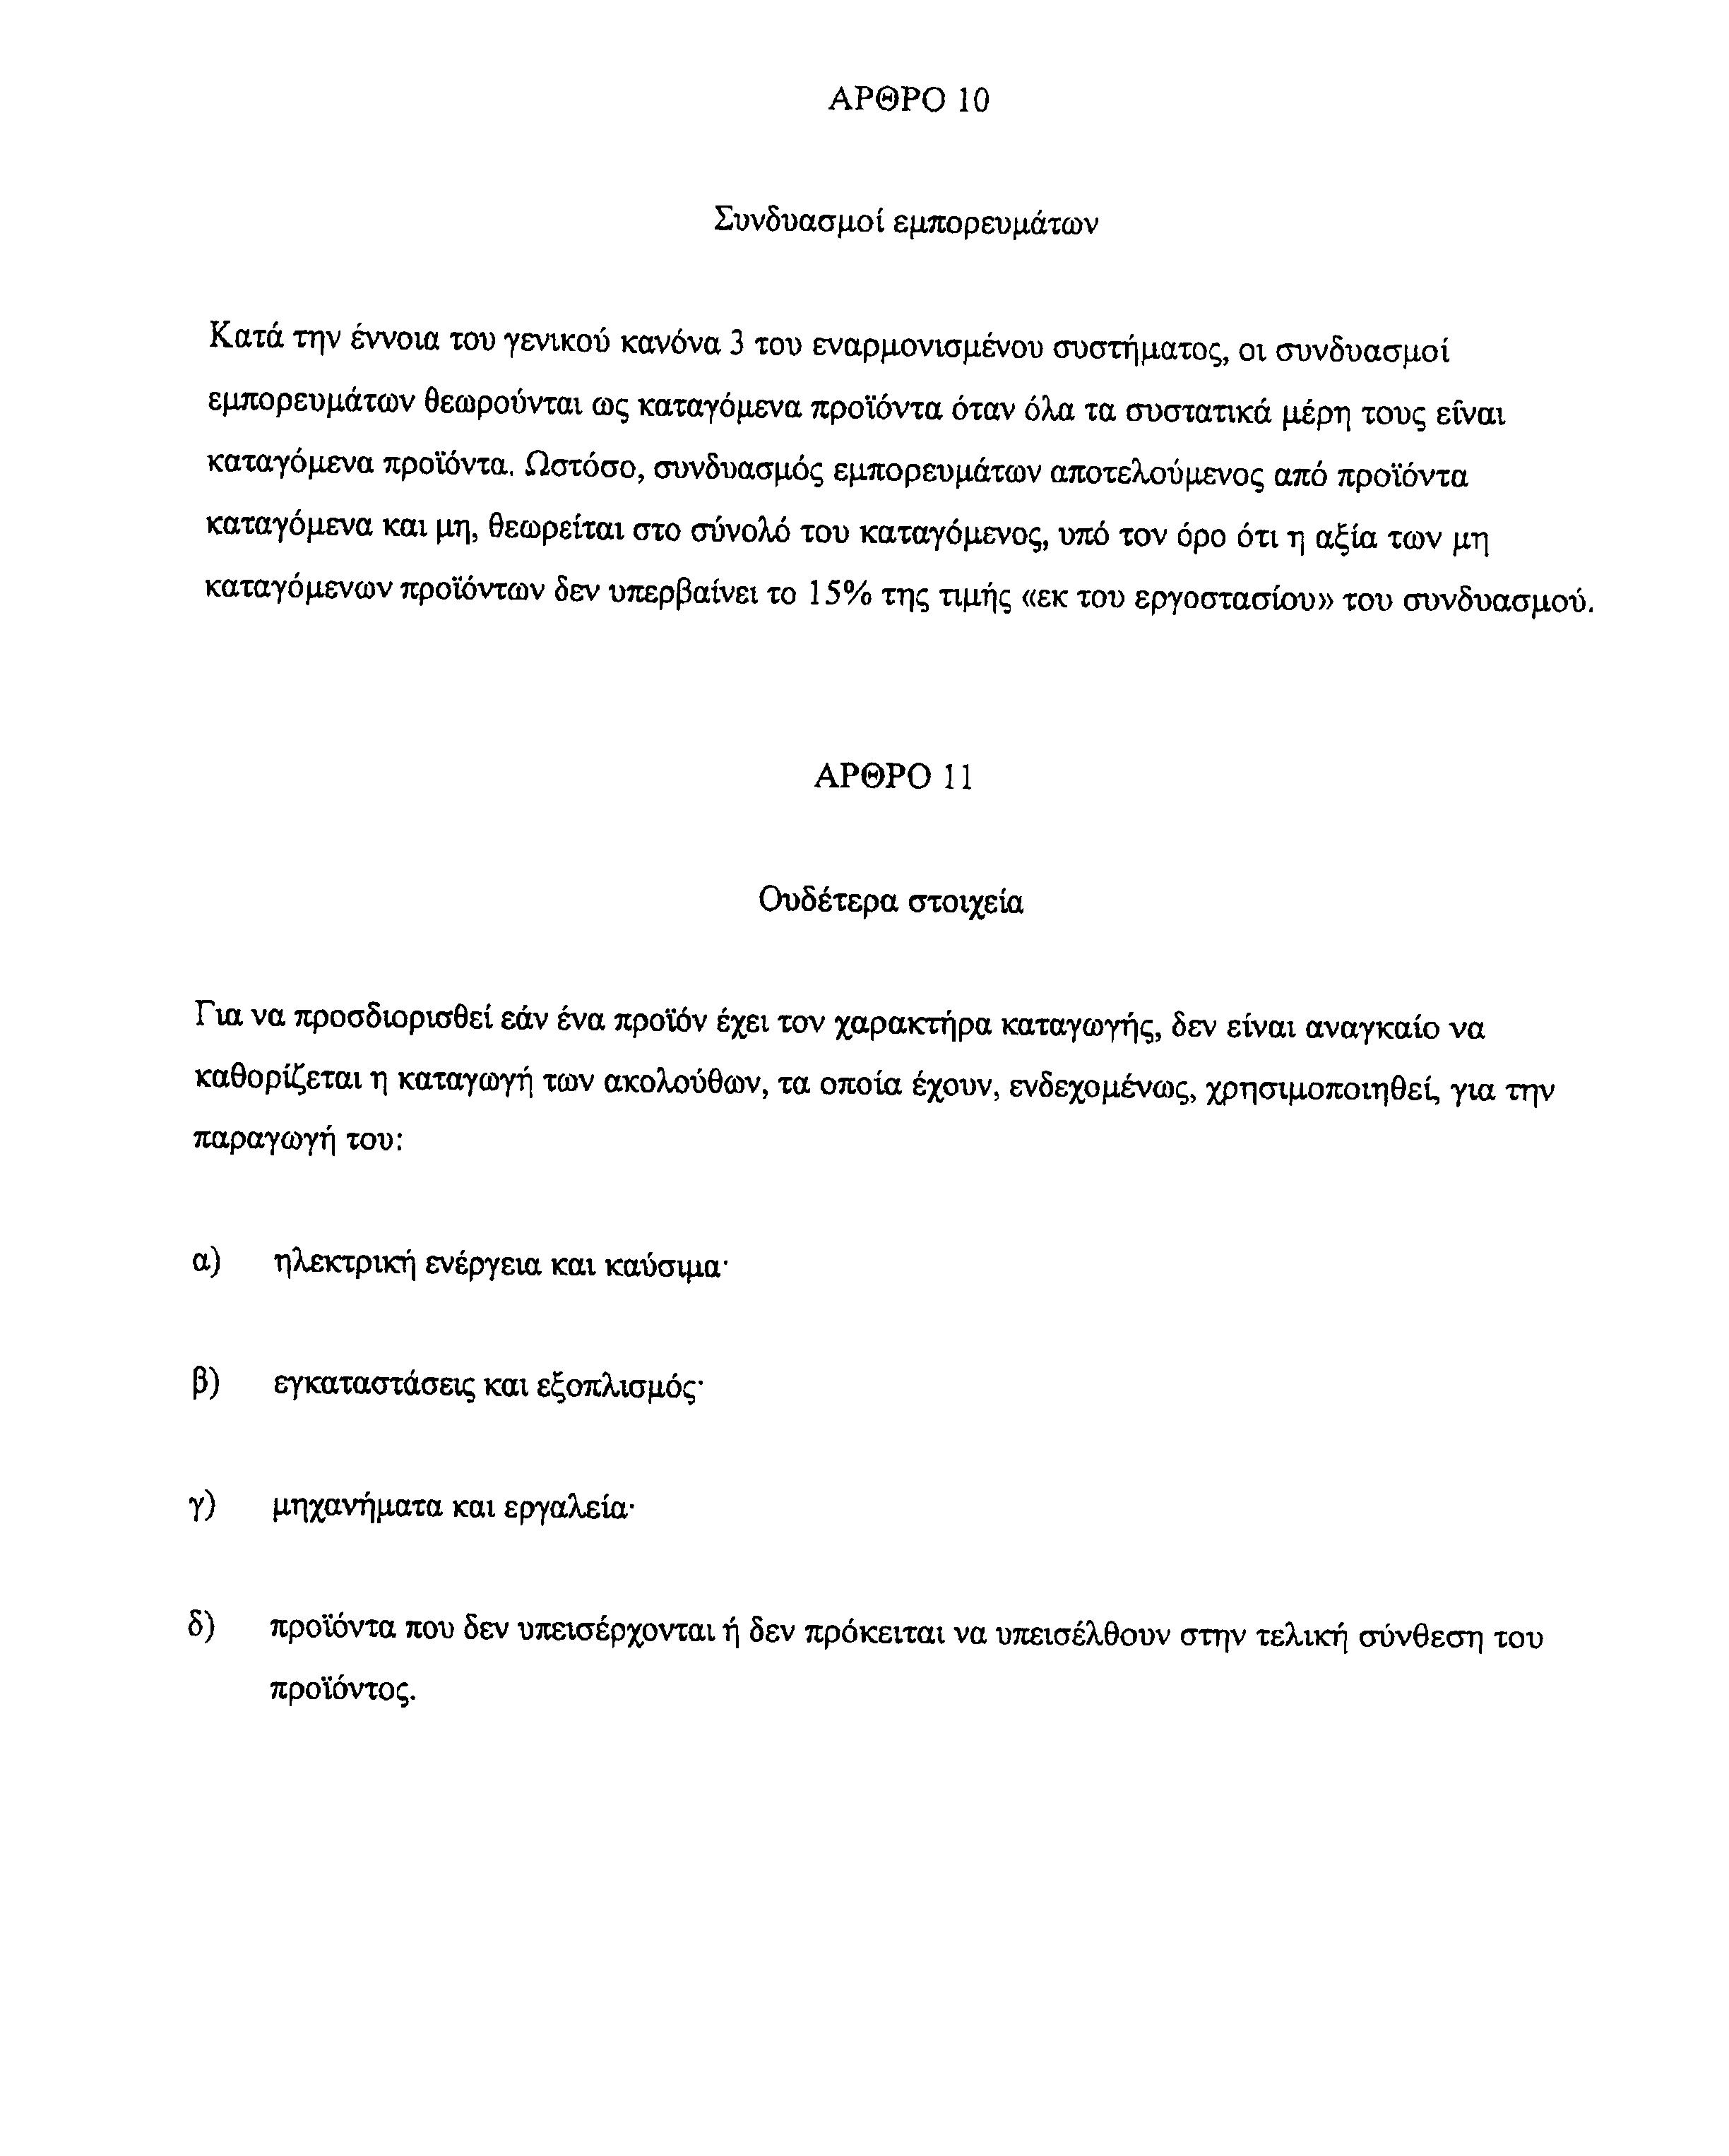 ΑΡΘΡΟ 10
Συνδυασμοί εμπορευμάτων
Κατά την έννοια του γενικού κανόνα 3 του εναρμονισμένου συστήματος, οι συνδυασμοί
εμπορευμάτων θεωρούνται ως καταγόμενα προϊόντα όταν όλα τα συστατικά μέρη τους είναι
καταγόμενα προϊόντα. Ωστόσο, συνδυασμός εμπορευμάτων αποτελούμενος από προϊόντα
καταγόμενα και μη, θεωρείται στο σύνολό του καταγόμενος, υπό τον όρο ότι η αξία των μη
καταγόμενων προϊόντων δεν υπερβαίνει το 15% της τιμής «εκ του εργοστασίου» του συνδυασμού.
ΑΡΘΡΟ 11
Ουδέτερα στοιχεία
Για να προσδιορισθεί εάν ένα προϊόν έχει τον χαρακτήρα καταγωγής, δεν είναι αναγκαίο να
καθορίζεται η καταγωγή των ακολούθων, τα οποία έχουν, ενδεχομένως, χρησιμοποιηθεί, για την
παραγωγή του:
α) ηλεκτρική ενέργεια και καύσιμα·
β) εγκαταστάσεις και εξοπλισμός·
γ) μηχανήματα και εργαλεία·
δ) προϊόντα που δεν υπεισέρχονται ή δεν πρόκειται να υπεισέλθουν στην τελική σύνθεση του
προϊόντος.